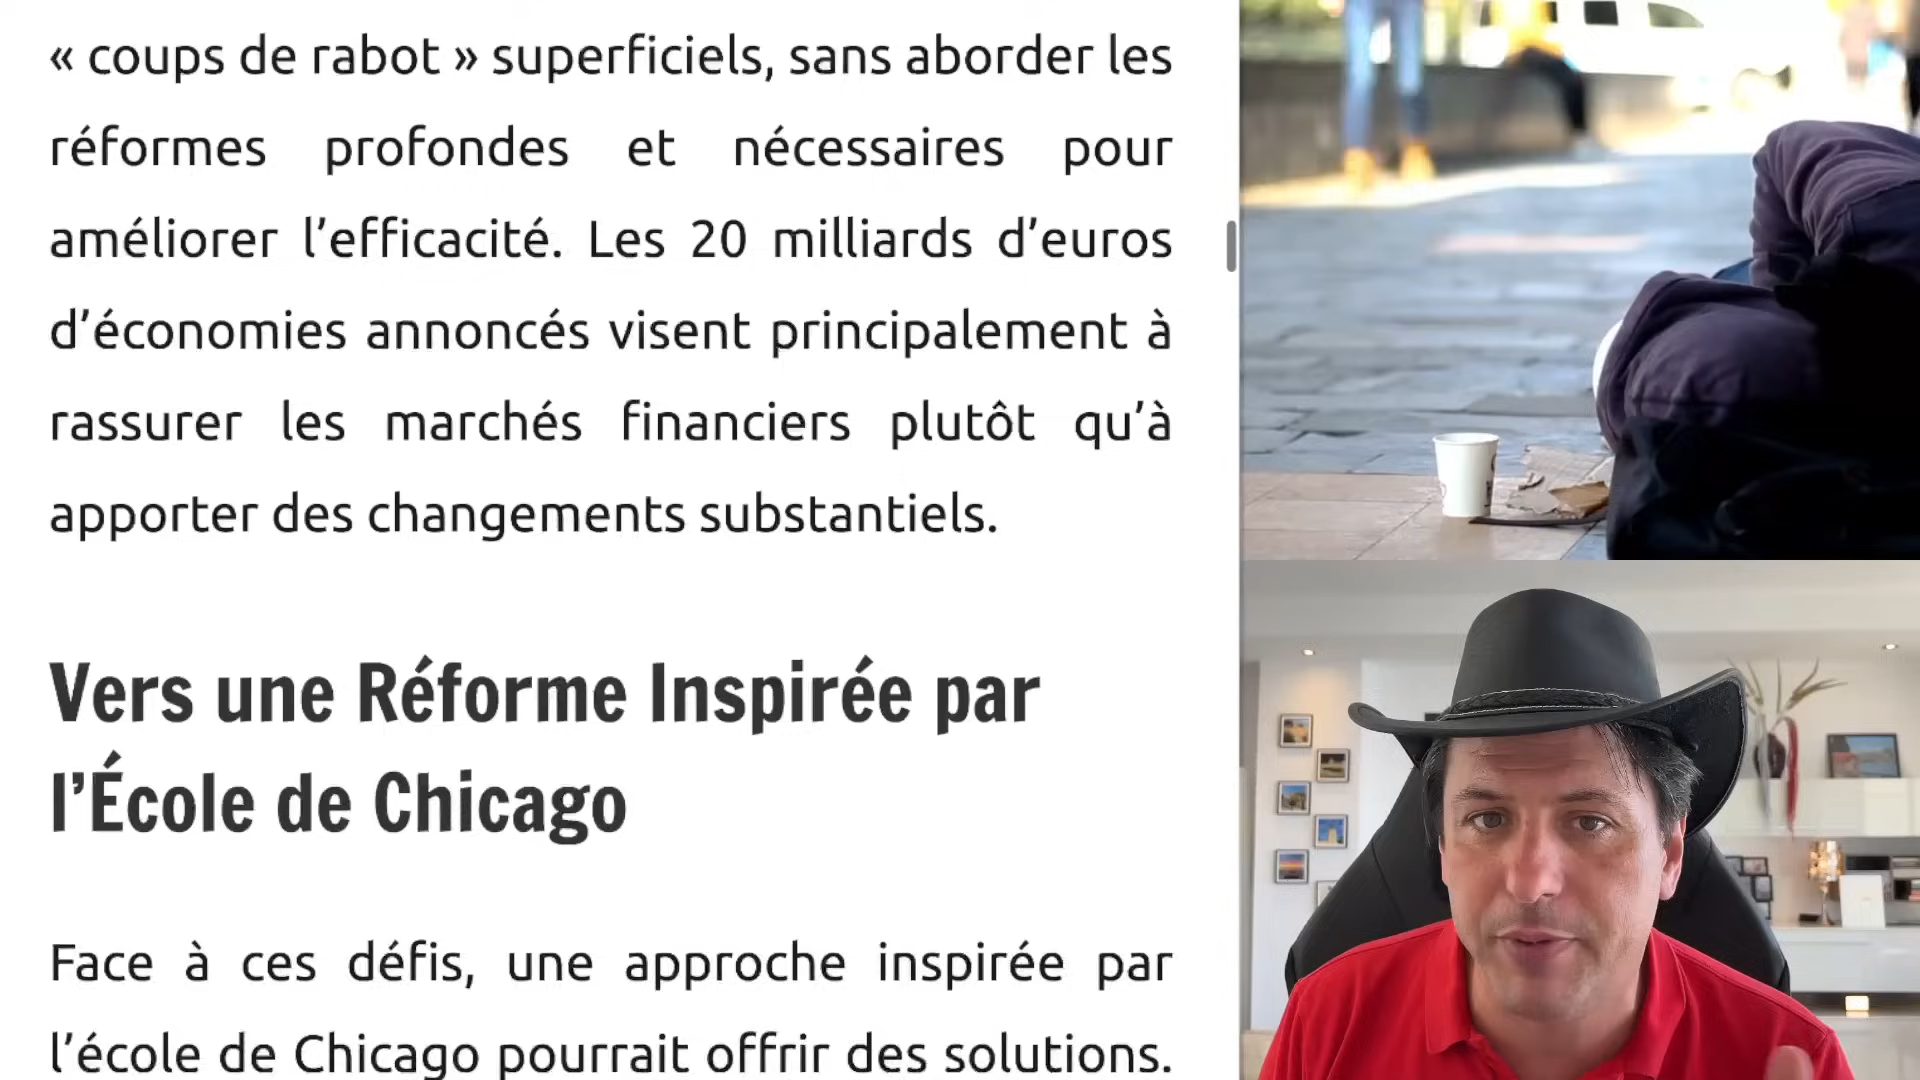 « coups de rabot » superficiels, sans aborder les
réformes profondes et nécessaires pour
améliorer l’efficacité. Les 20 milliards d’euros
d’économies annoncés visent principalement à
rassurer les marchés financiers plutôt qu’à
apporter des changements substantiels.
Vers une Réforme Inspirée par
l’École de Chicago
Face à ces défis, une approche inspirée par
l’école de Chicago pourrait offrir des solutions.